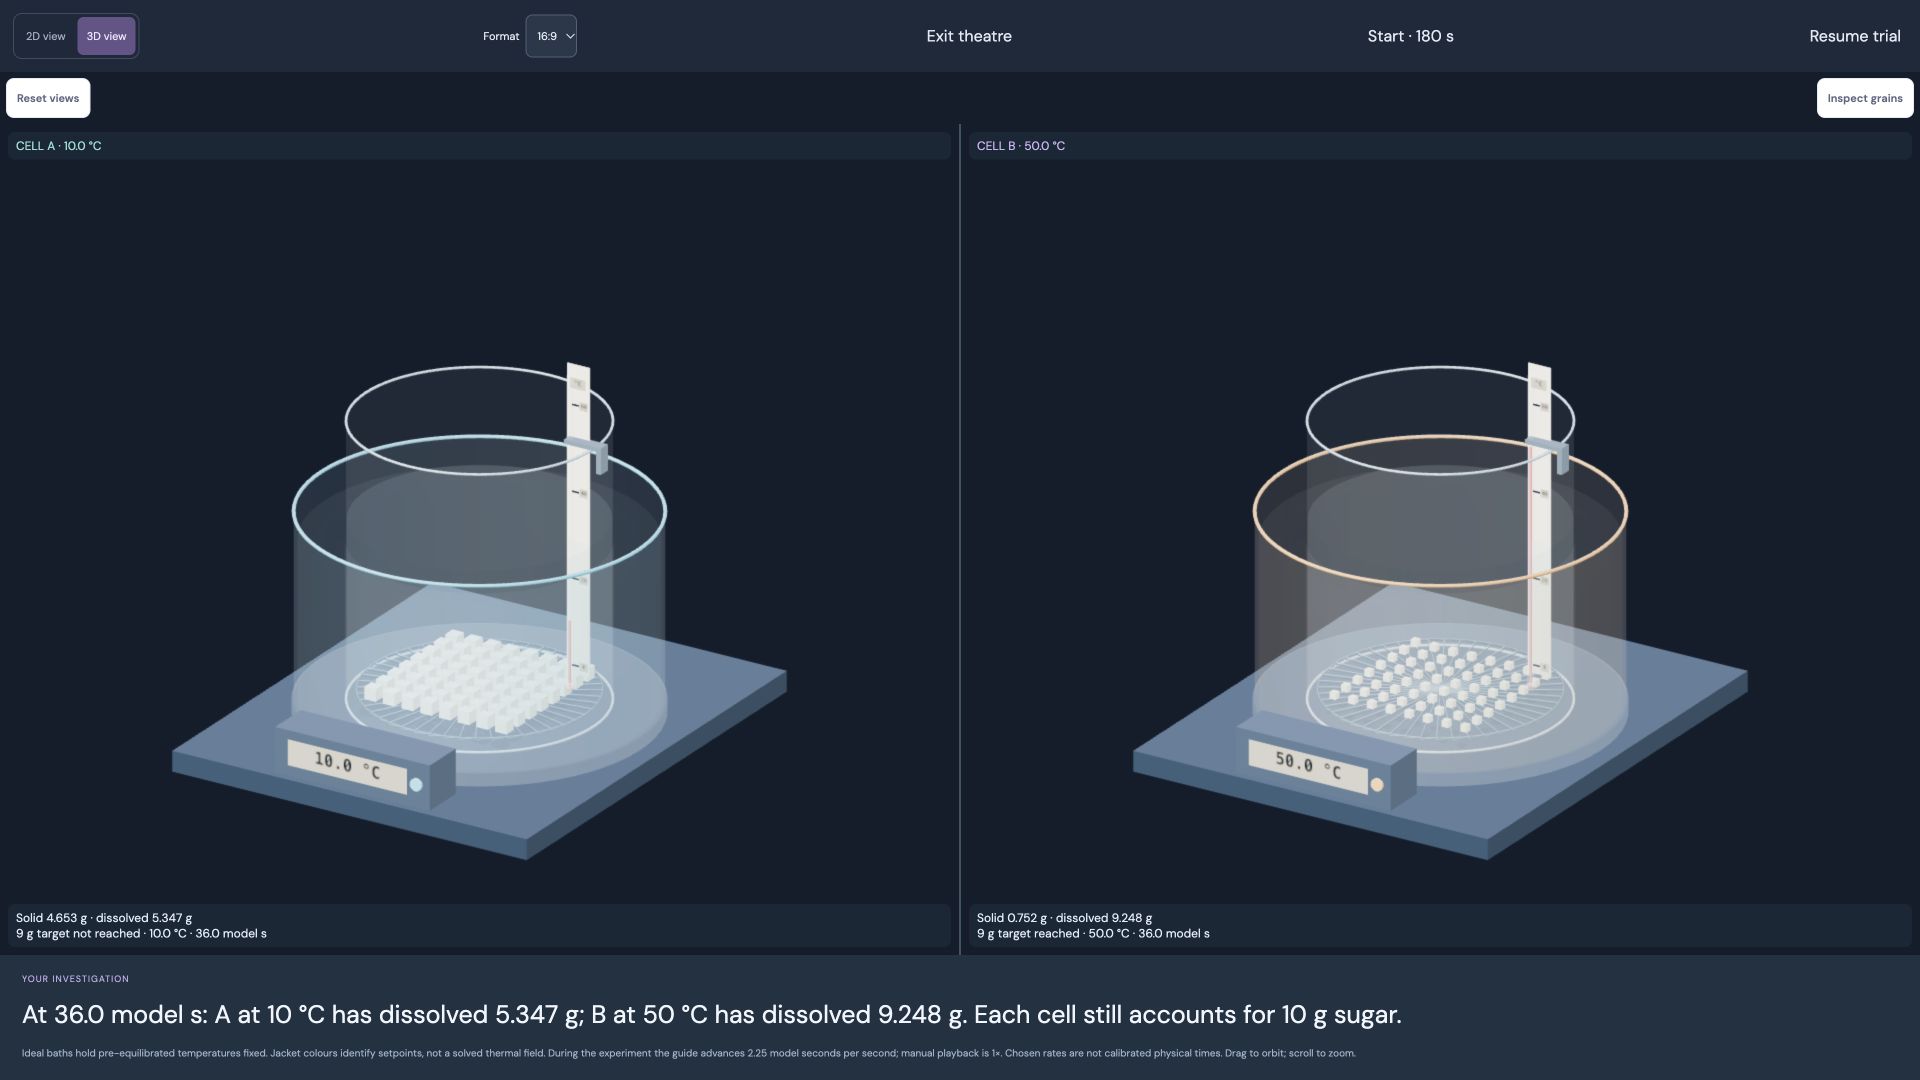 2D view
3D view
Format
16:9
Exit theatre
Start · 180 s
Resume trial
Reset views
Inspect grains
CELL A · 10.0 °C
CELL B · 50.0 °C
10.0 °C
50.0 °C
Solid 4.653 g · dissolved 5.347 g
9 g target not reached · 10.0 °C · 36.0 model s
Solid 0.752 g · dissolved 9.248 g
9 g target reached · 50.0 °C · 36.0 model s
YOUR INVESTIGATION
At 36.0 model s: A at 10 °C has dissolved 5.347 g; B at 50 °C has dissolved 9.248 g. Each cell still accounts for 10 g sugar.
Ideal baths hold pre-equilibrated temperatures fixed. Jacket colours identify setpoints, not a solved thermal field. During the experiment the guide advances 2.25 model seconds per second; manual playback is 1×. Chosen rates are not calibrated physical times. Drag to orbit; scroll to zoom.